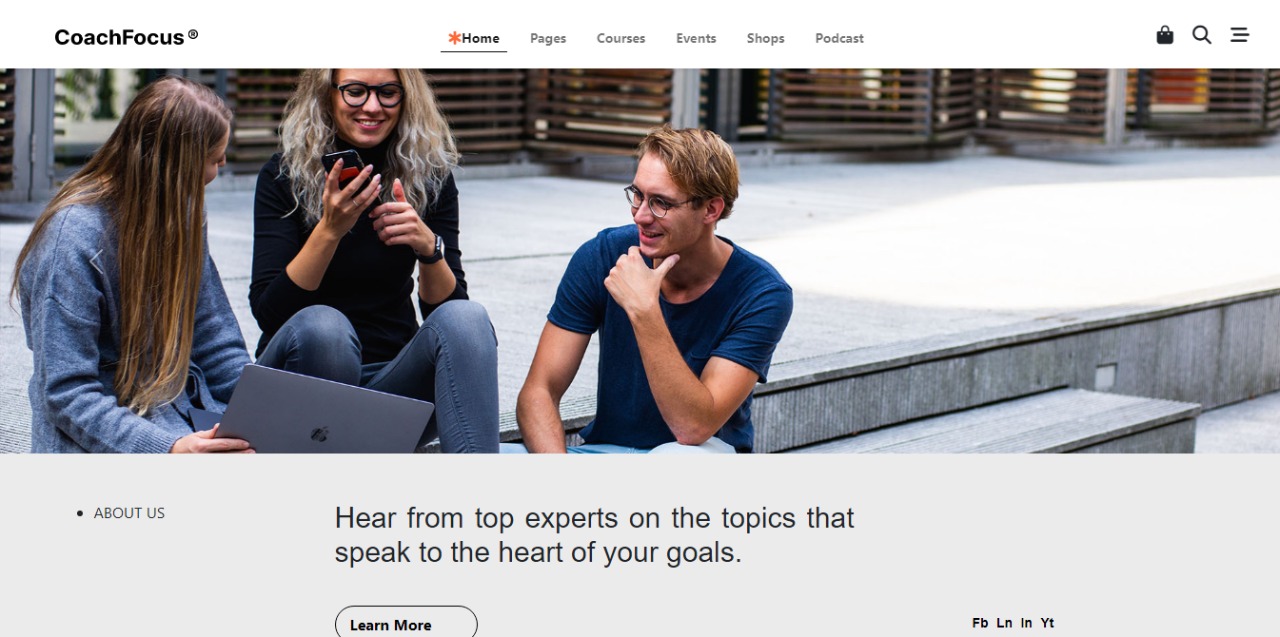 CoachFocus ®
*Home Pages Courses Events Shops Podcast
• ABOUT US
Hear from top experts on the topics that
speak to the heart of your goals.
Learn More
Fb Ln In Yt